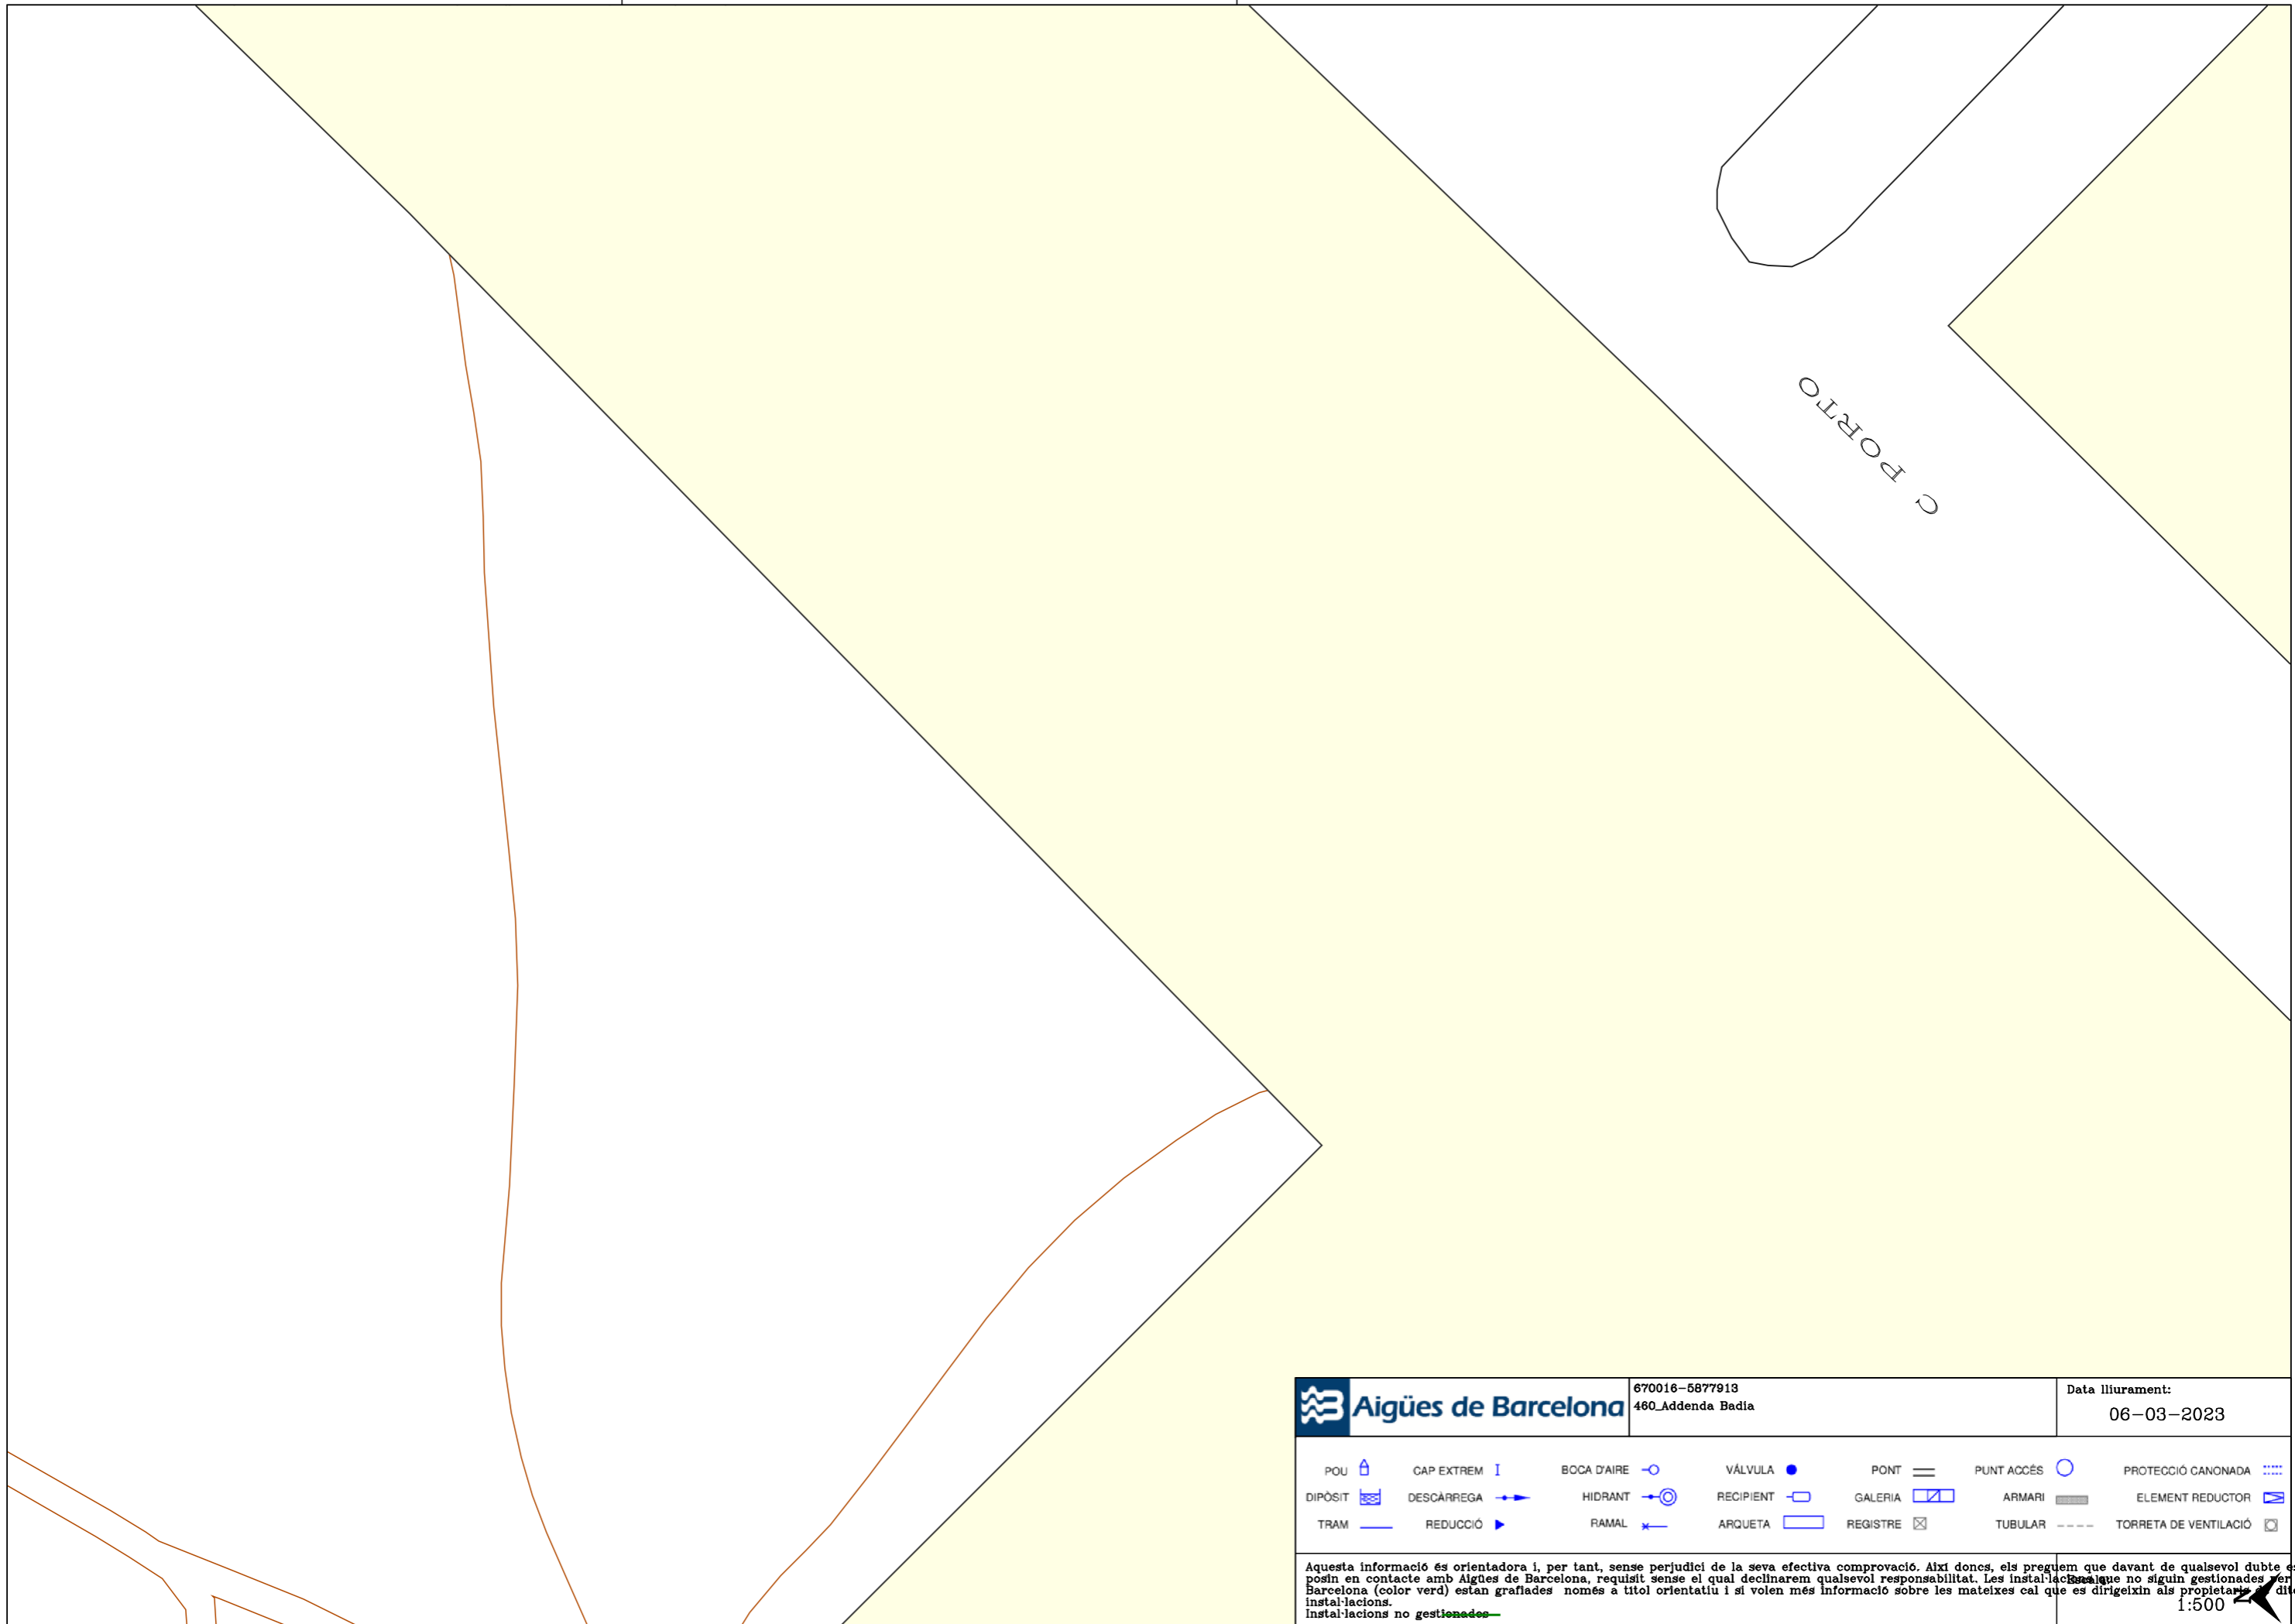 C PORTO
Aigües de Barcelona
670016-5877913
460_Addenda Badia
Data lliurament:
06-03-2023
POU CAP EXTREM BOCA D'AIRE VÁLVULA PONT PUNT ACCÉS PROTECCIÓ CANONADA
DIPÒSIT DESCÀRREGA HIDRANT RECIPIENT GALERIA ARMARI ELEMENT REDUCTOR
TRAM REDUCCIÓ RAMAL ARQUETA REGISTRE TUBULAR TORRETA DE VENTILACIÓ
Aquesta informació és orientadora i, per tant, sense perjudici de la seva efectiva comprovació. Així doncs, els preguem que davant de qualsevol dubte es
posin en contacte amb Aigües de Barcelona, requisit sense el qual declinarem qualsevol responsabilitat. Les instal·lacions que no siguin gestionades per
Barcelona (color verd) estan grafiades només a títol orientatiu i si volen més informació sobre les mateixes cal que es dirigeixin als propietaris de dit
instal·lacions.
Instal·lacions no gestionades
Escala:
1:500
N